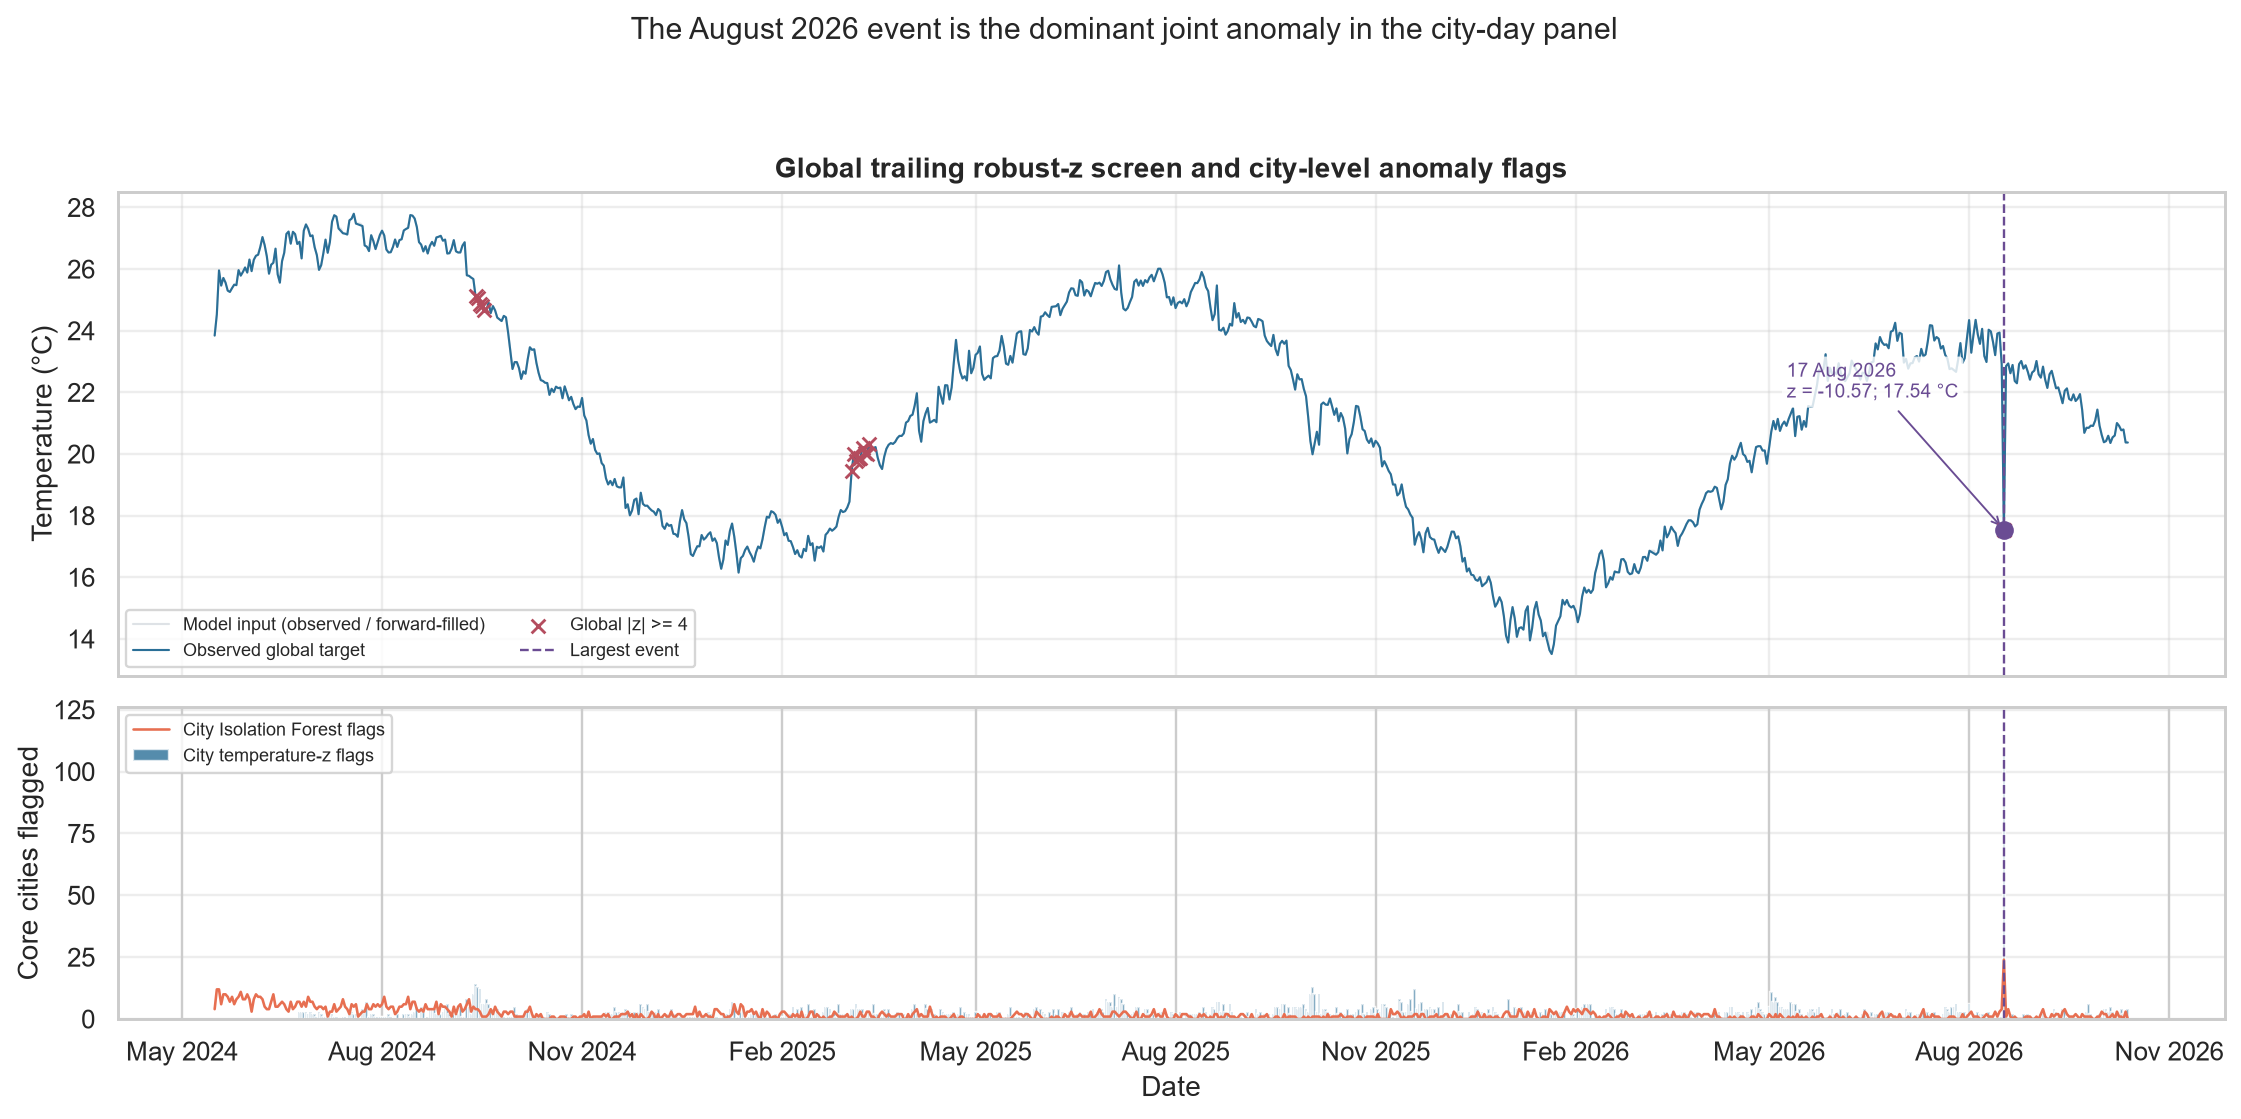 The August 2026 event is the dominant joint anomaly in the city-day panel
Global trailing robust-z screen and city-level anomaly flags
Temperature (°C)
28
26
24
22
20
18
16
14
17 Aug 2026
z = -10.57; 17.54 °C
Model input (observed / forward-filled)
Observed global target
Global |z| >= 4
Largest event
Core cities flagged
125
100
75
50
25
0
City Isolation Forest flags
City temperature-z flags
May 2024
Aug 2024
Nov 2024
Feb 2025
May 2025
Aug 2025
Nov 2025
Feb 2026
May 2026
Aug 2026
Nov 2026
Date